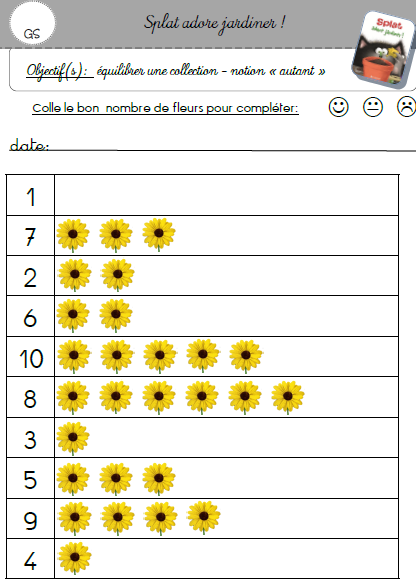 GS
Splat adore jardiner !
Splat
Objectif(s): équilibrer une collection - notion « autant »
Colle le bon nombre de fleurs pour compléter:
date:
1
7
2
6
10
8
3
5
9
4